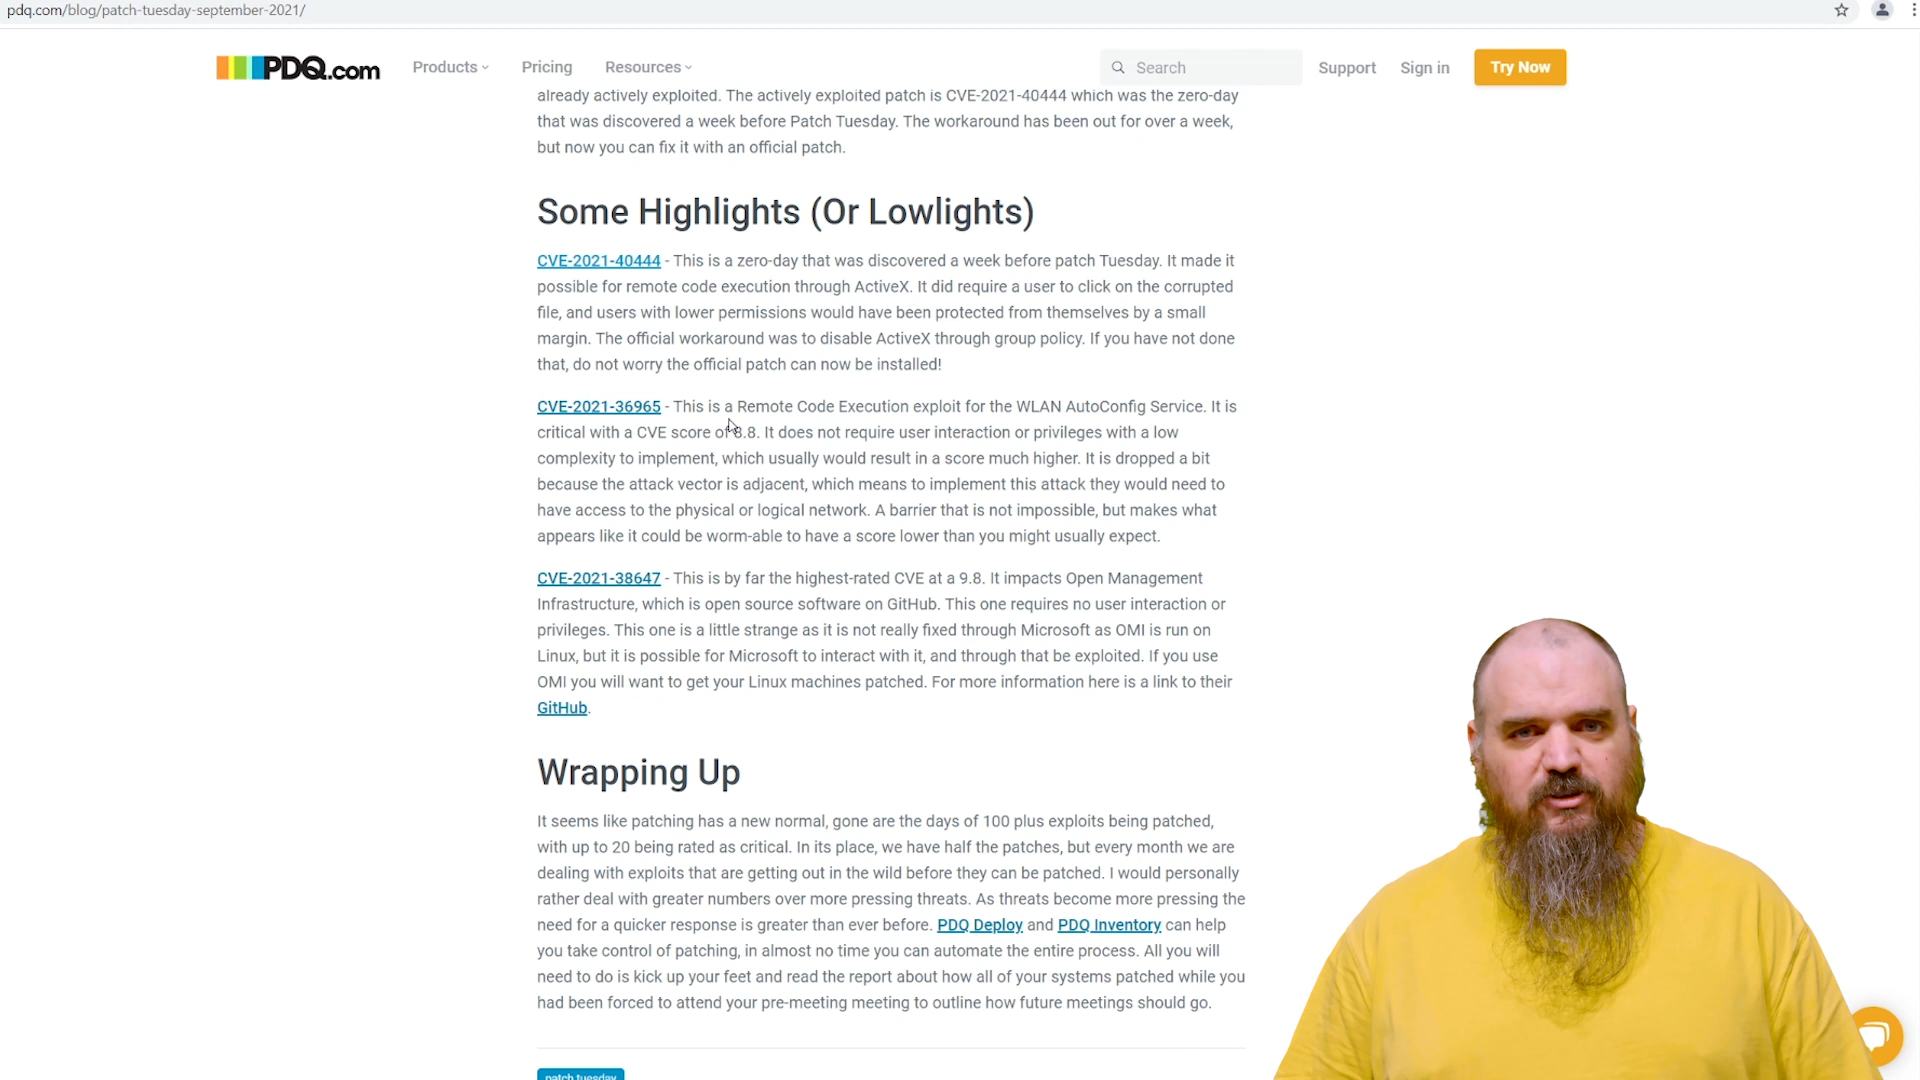 pdq.com/blog/patch-tuesday-september-2021/
PDQ.com
Products
Pricing
Resources
Search
Support
Sign in
Try Now
already actively exploited. The actively exploited patch is CVE-2021-40444 which was the zero-day
that was discovered a week before Patch Tuesday. The workaround has been out for over a week,
but now you can fix it with an official patch.
Some Highlights (Or Lowlights)
CVE-2021-40444 - This is a zero-day that was discovered a week before patch Tuesday. It made it
possible for remote code execution through ActiveX. It did require a user to click on the corrupted
file, and users with lower permissions would have been protected from themselves by a small
margin. The official workaround was to disable ActiveX through group policy. If you have not done
that, do not worry the official patch can now be installed!
CVE-2021-36965 - This is a Remote Code Execution exploit for the WLAN AutoConfig Service. It is
critical with a CVE score of 8.8. It does not require user interaction or privileges with a low
complexity to implement, which usually would result in a score much higher. It is dropped a bit
because the attack vector is adjacent, which means to implement this attack they would need to
have access to the physical or logical network. A barrier that is not impossible, but makes what
appears like it could be worm-able to have a score lower than you might usually expect.
CVE-2021-38647 - This is by far the highest-rated CVE at a 9.8. It impacts Open Management
Infrastructure, which is open source software on GitHub. This one requires no user interaction or
privileges. This one is a little strange as it is not really fixed through Microsoft as OMI is run on
Linux, but it is possible for Microsoft to interact with it, and through that be exploited. If you use
OMI you will want to get your Linux machines patched. For more information here is a link to their
GitHub.
Wrapping Up
It seems like patching has a new normal, gone are the days of 100 plus exploits being patched,
with up to 20 being rated as critical. In its place, we have half the patches, but every month we are
dealing with exploits that are getting out in the wild before they can be patched. I would personally
rather deal with greater numbers over more pressing threats. As threats become more pressing the
need for a quicker response is greater than ever before. PDQ Deploy and PDQ Inventory can help
you take control of patching, in almost no time you can automate the entire process. All you will
need to do is kick up your feet and read the report about how all of your systems patched while you
had been forced to attend your pre-meeting meeting to outline how future meetings should go.
patch tuesday